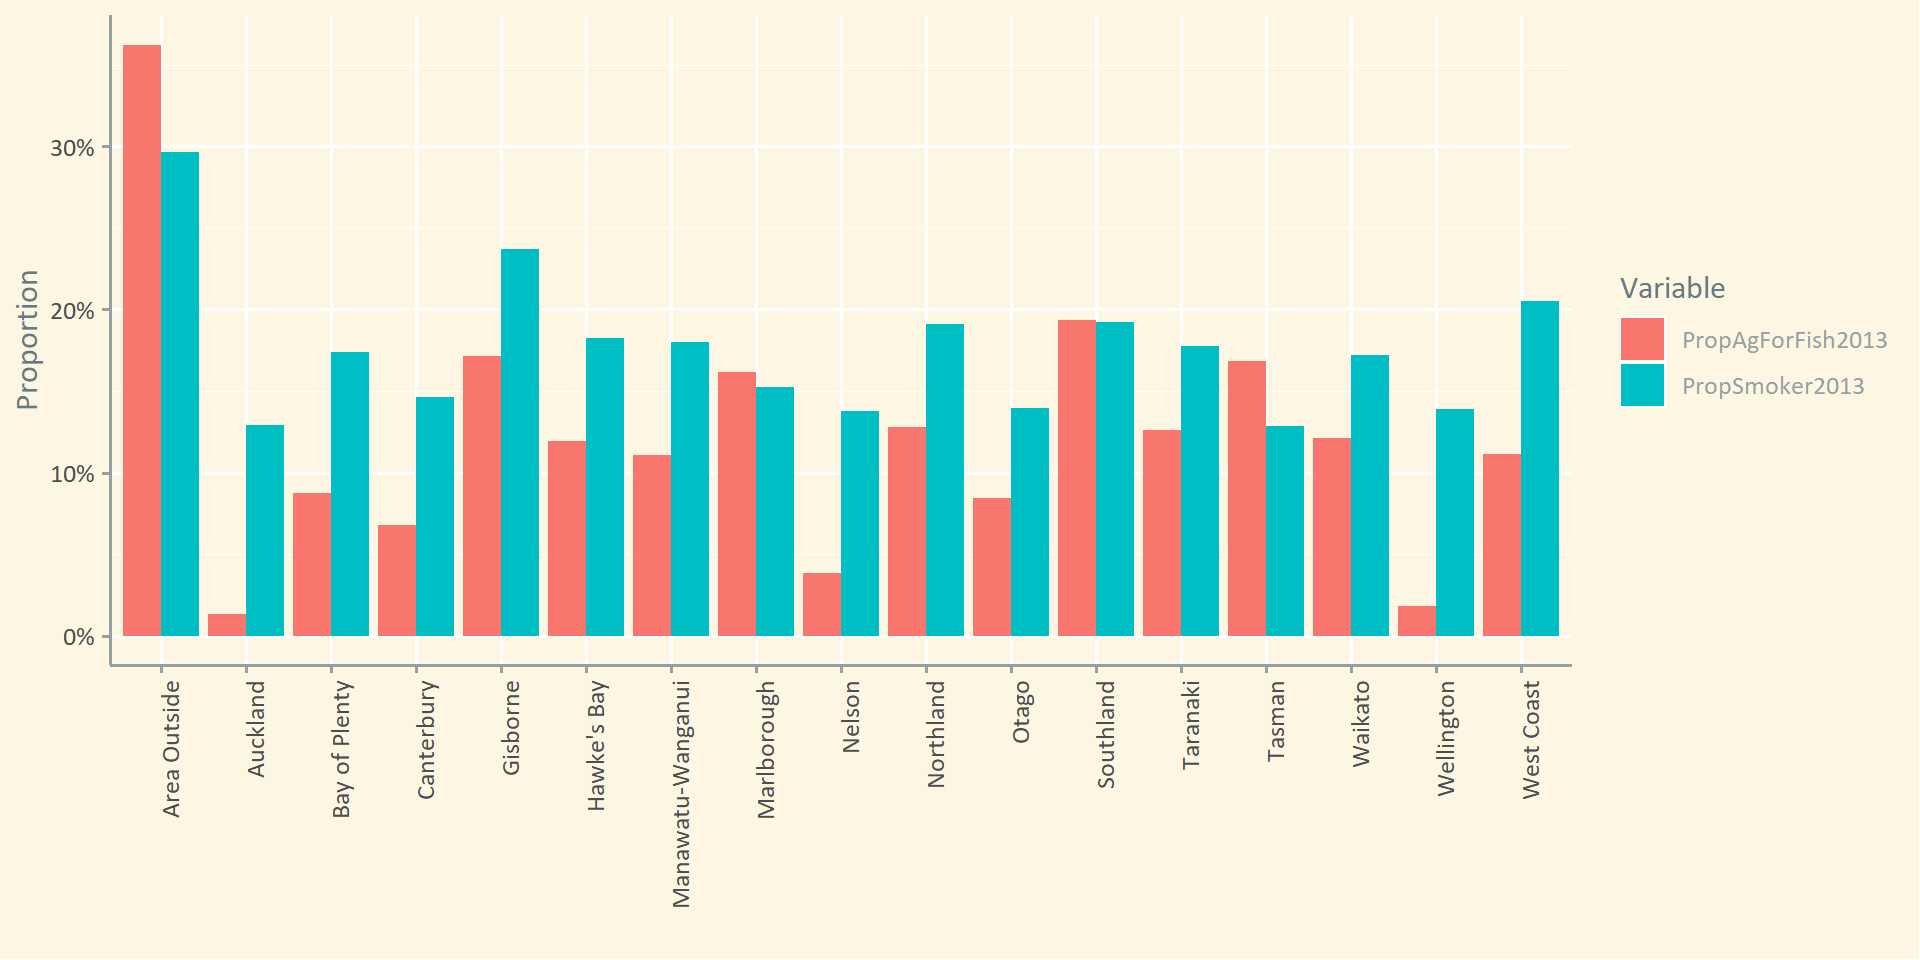 Proportion
30%
20%
10%
0%
Area Outside
Auckland
Bay of Plenty
Canterbury
Gisborne
Hawke's Bay
Manawatu-Wanganui
Marlborough
Nelson
Northland
Otago
Southland
Taranaki
Tasman
Waikato
Wellington
West Coast
Variable
PropAgForFish2013
PropSmoker2013